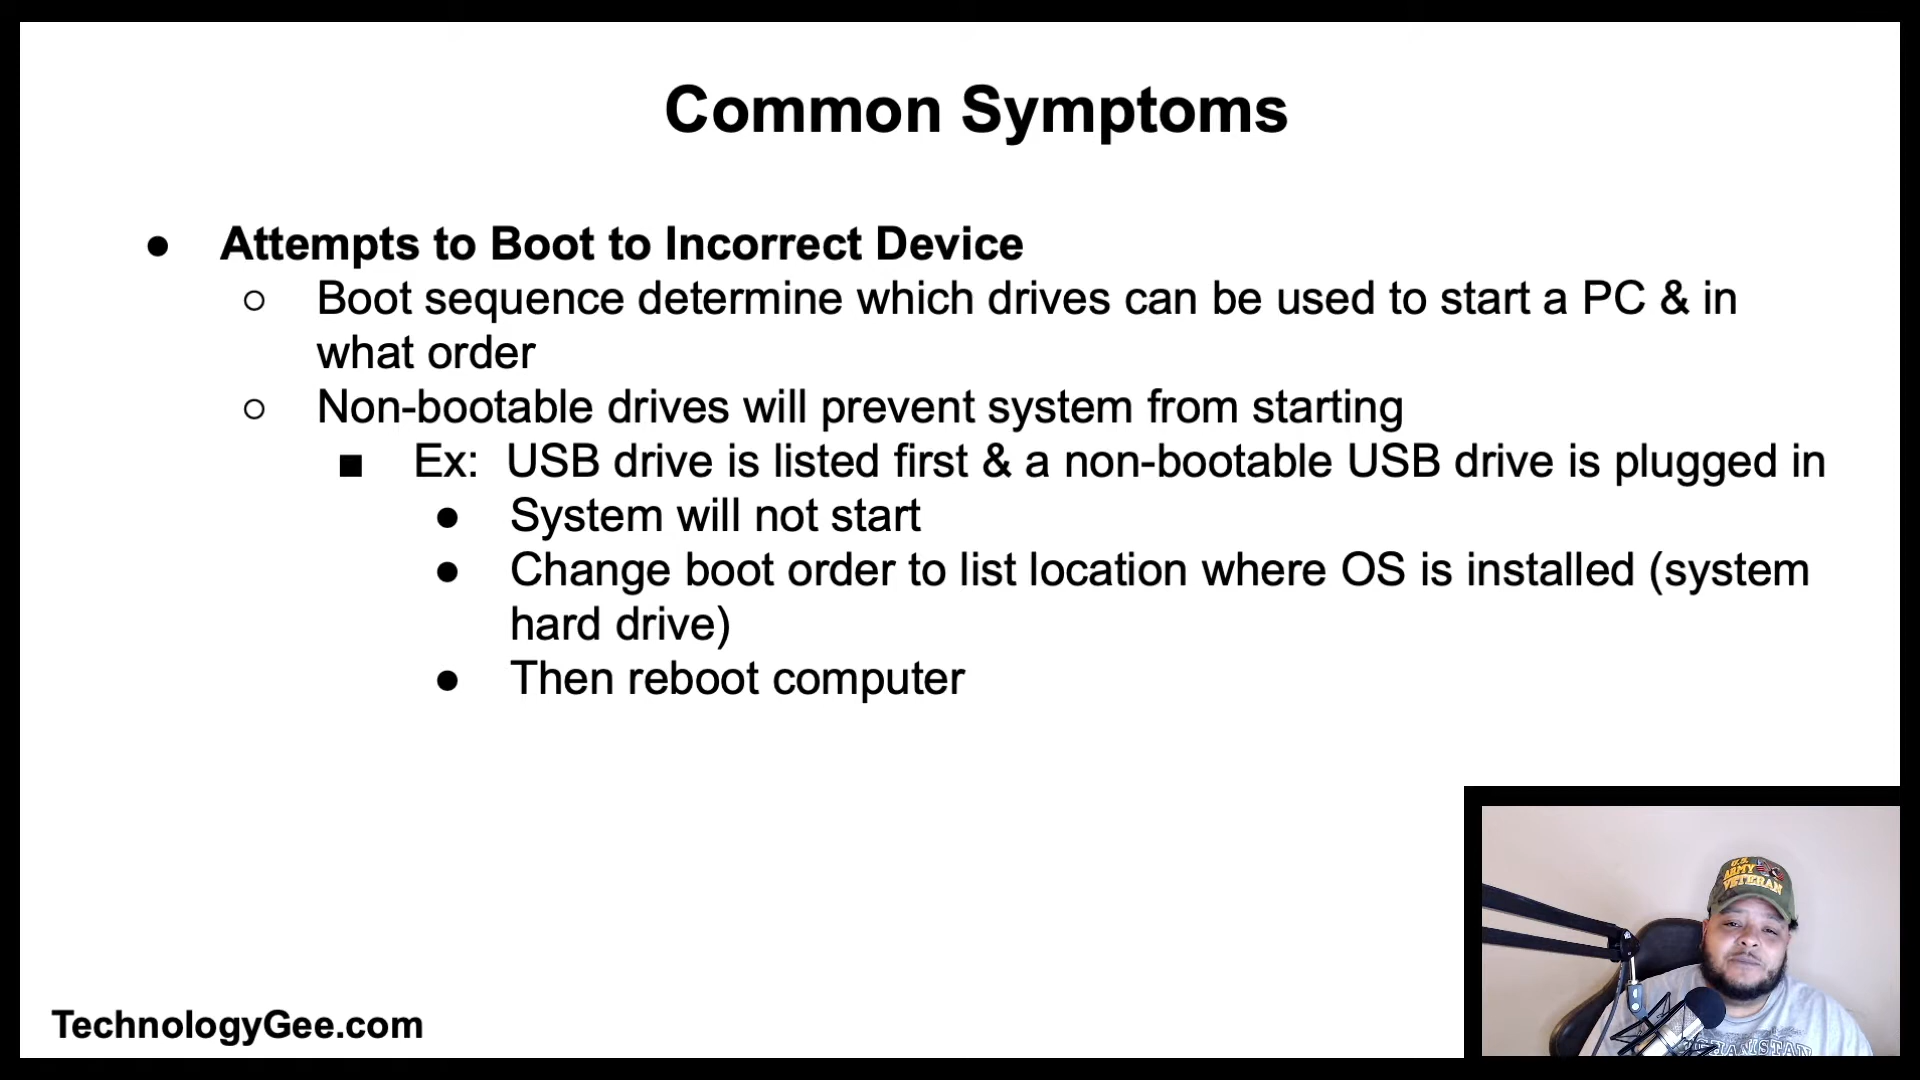 Common Symptoms
● Attempts to Boot to Incorrect Device
○ Boot sequence determine which drives can be used to start a PC & in
what order
○ Non-bootable drives will prevent system from starting
■ Ex: USB drive is listed first & a non-bootable USB drive is plugged in
● System will not start
● Change boot order to list location where OS is installed (system
hard drive)
● Then reboot computer
U.S.
ARMY
VETERAN
TechnologyGee.com